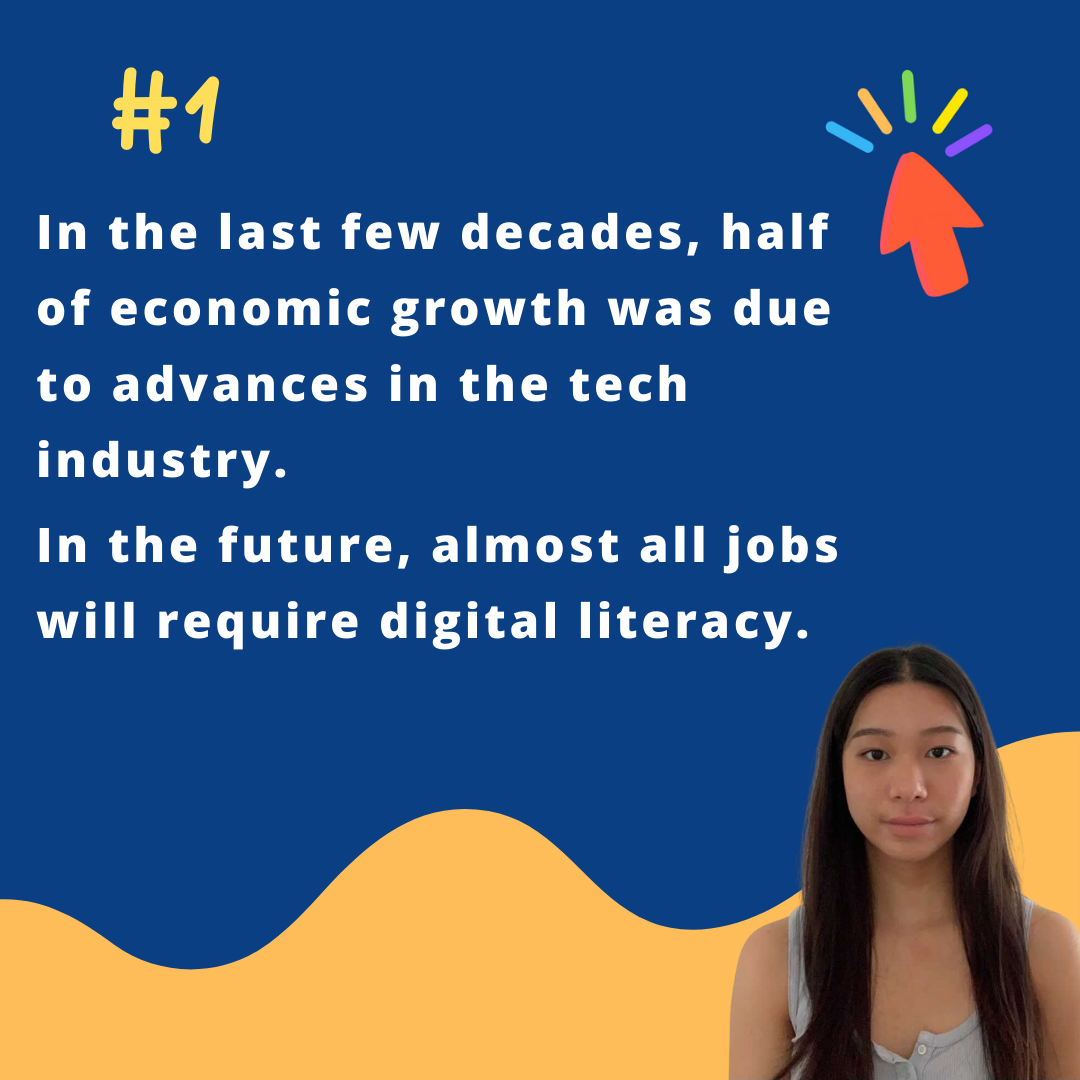 #1
In the last few decades, half
of economic growth was due
to advances in the tech
industry.
In the future, almost all jobs
will require digital literacy.